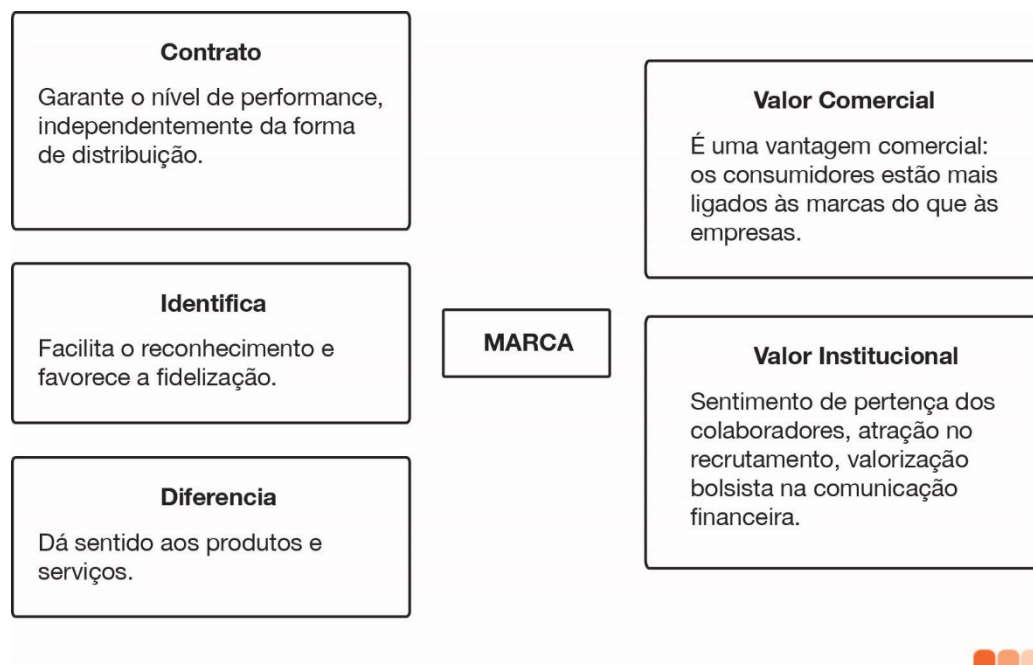 Contrato
Garante o nível de performance,
independentemente da forma
de distribuição.
Identifica
Facilita o reconhecimento e
favorece a fidelização.
Diferencia
Dá sentido aos produtos e
serviços.
MARCA
Valor Comercial
É uma vantagem comercial:
os consumidores estão mais
ligados às marcas do que às
empresas.
Valor Institucional
Sentimento de pertença dos
colaboradores, atração no
recrutamento, valorização
bolsista na comunicação
financeira.